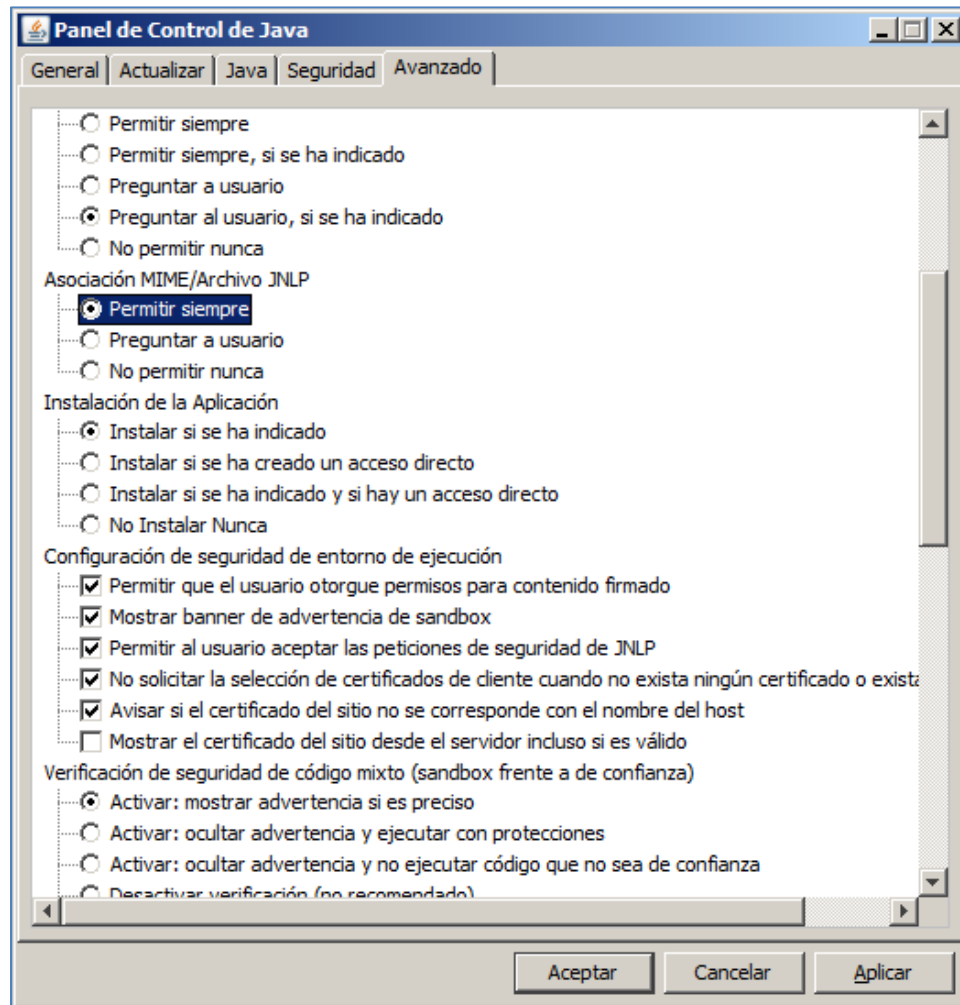 Panel de Control de Java
General Actualizar Java Seguridad Avanzado
Permitir siempre
Permitir siempre, si se ha indicado
Preguntar a usuario
Preguntar al usuario, si se ha indicado
No permitir nunca
Asociación MIME/Archivo JNLP
Permitir siempre
Preguntar a usuario
No permitir nunca
Instalación de la Aplicación
Instalar si se ha indicado
Instalar si se ha creado un acceso directo
Instalar si se ha indicado y si hay un acceso directo
No Instalar Nunca
Configuración de seguridad de entorno de ejecución
Permitir que el usuario otorgue permisos para contenido firmado
Mostrar banner de advertencia de sandbox
Permitir al usuario aceptar las peticiones de seguridad de JNLP
No solicitar la selección de certificados de cliente cuando no exista ningún certificado o exista
Avisar si el certificado del sitio no se corresponde con el nombre del host
Mostrar el certificado del sitio desde el servidor incluso si es válido
Verificación de seguridad de código mixto (sandbox frente a de confianza)
Activar: mostrar advertencia si es preciso
Activar: ocultar advertencia y ejecutar con protecciones
Activar: ocultar advertencia y no ejecutar código que no sea de confianza
Desactivar verificación (no recomendado)
Aceptar Cancelar Aplicar